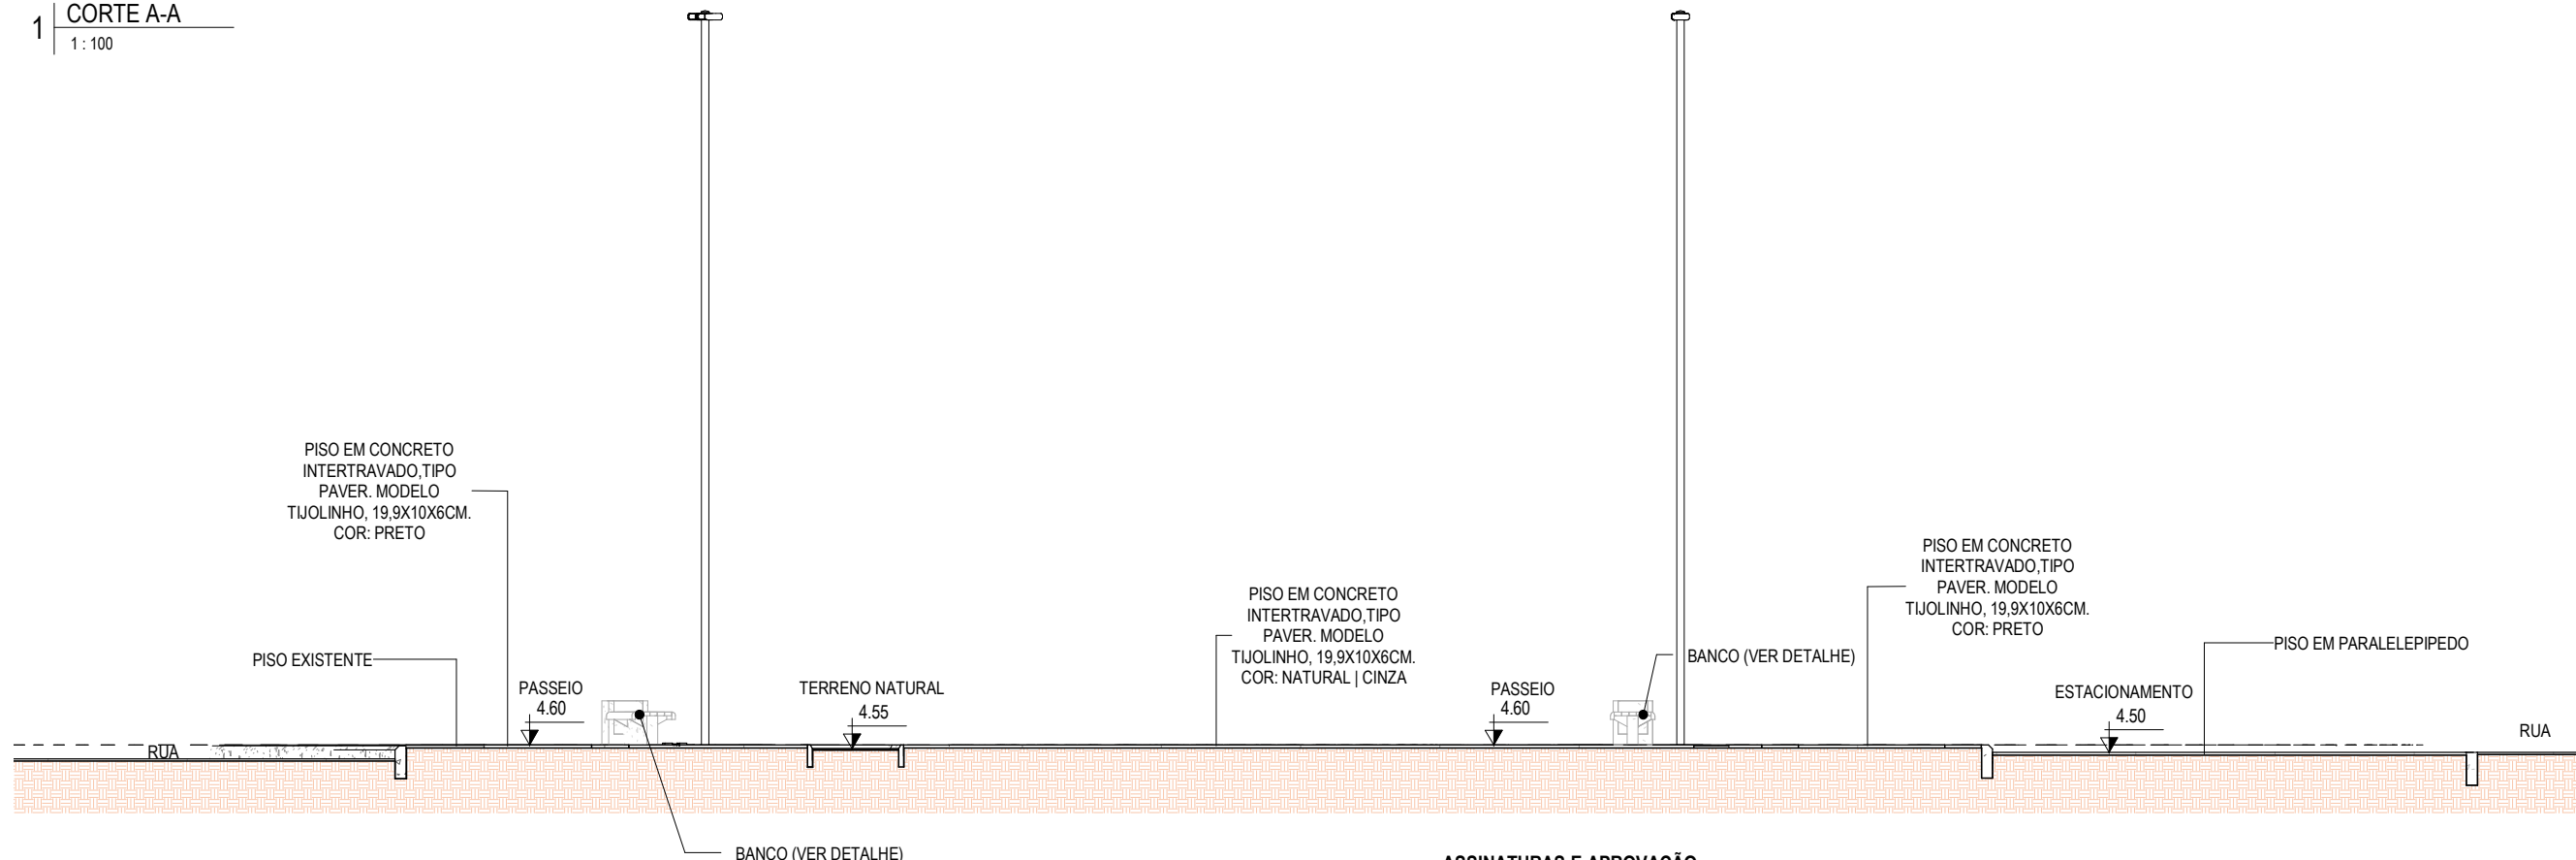 1
CORTE A-A
1 : 100
PISO EM CONCRETO
INTERTRAVADO,TIPO
PAVER. MODELO
TIJOLINHO, 19,9X10X6CM.
COR: PRETO
PISO EXISTENTE
PASSEIO
4.60
TERRENO NATURAL
4.55
PISO EM CONCRETO
INTERTRAVADO,TIPO
PAVER. MODELO
TIJOLINHO, 19,9X10X6CM.
COR: NATURAL | CINZA
PASSEIO
4.60
BANCO (VER DETALHE)
PISO EM CONCRETO
INTERTRAVADO,TIPO
PAVER. MODELO
TIJOLINHO, 19,9X10X6CM.
COR: PRETO
PISO EM PARALELEPIPEDO
ESTACIONAMENTO
4.50
RUA
RUA
BANCO (VER DETALHE)
ASSINATURAS E APROVAÇÃO